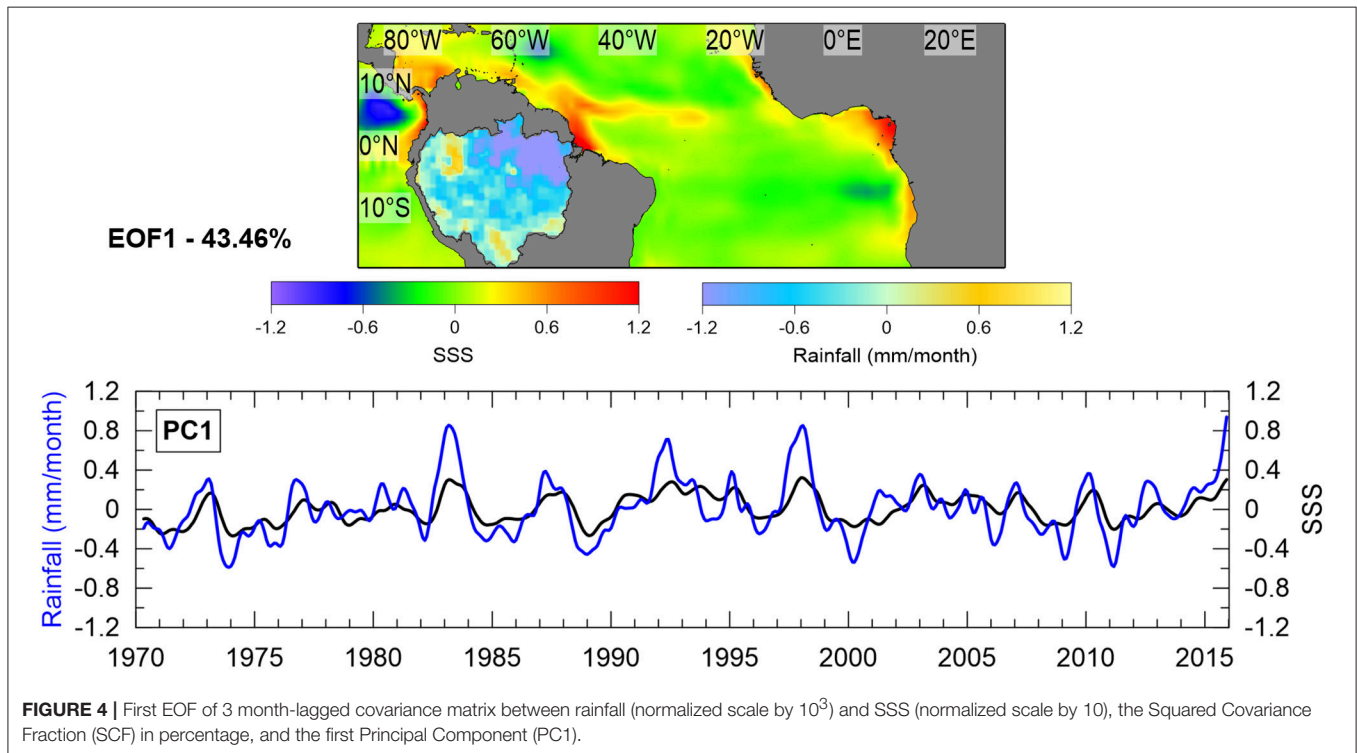 80°W 60°W 40°W 20°W 0°E 20°E
10°N
0°N
10°S
EOF1 - 43.46%
-1.2 -0.6 0 0.6 1.2
SSS
-1.2 -0.6 0 0.6 1.2
Rainfall (mm/month)
PC1
Rainfall (mm/month)
1.2
0.8
0.4
0
-0.4
-0.8
-1.2
1.2
0.8
0.4
0
-0.4
-0.8
-1.2
SSS
1970 1975 1980 1985 1990 1995 2000 2005 2010 2015
FIGURE 4 | First EOF of 3 month-lagged covariance matrix between rainfall (normalized scale by 10³) and SSS (normalized scale by 10), the Squared Covariance
Fraction (SCF) in percentage, and the first Principal Component (PC1).